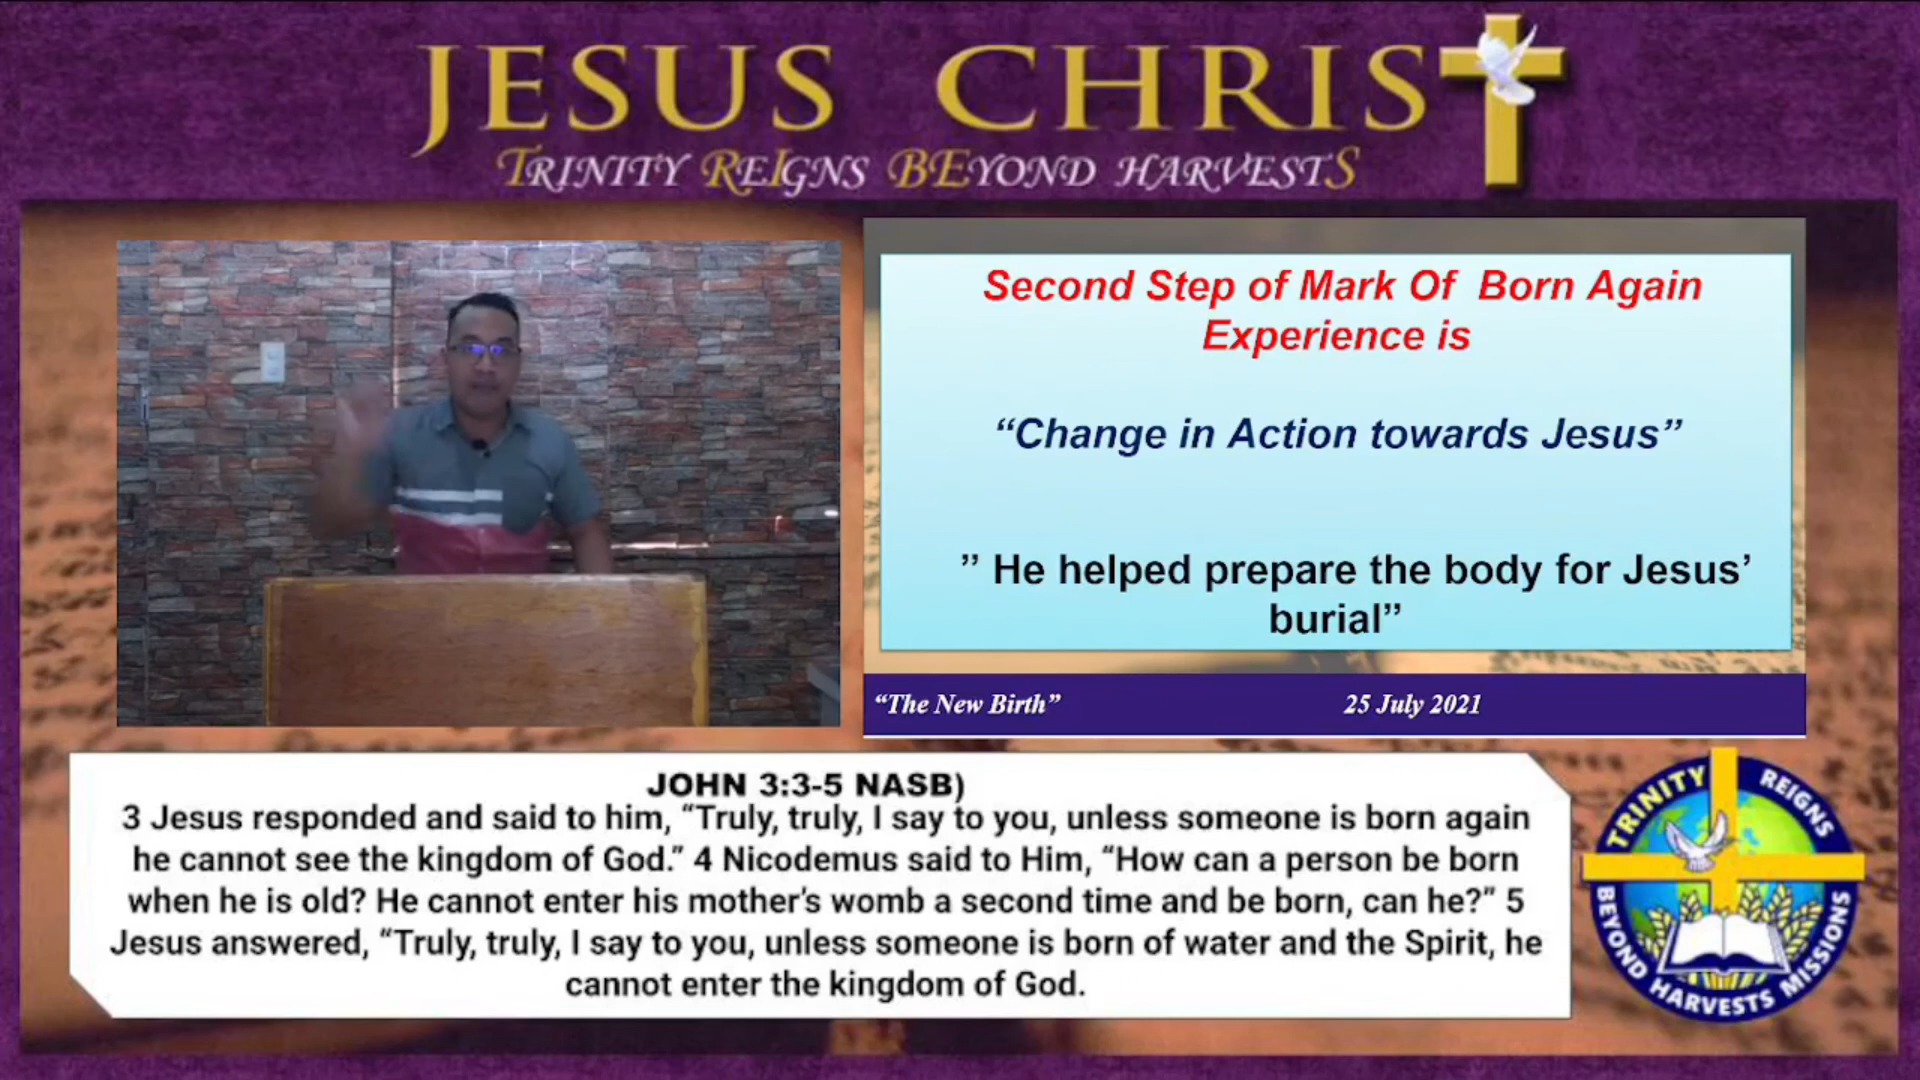 JESUS CHRIST
TRINITY REIGNS BEYOND HARVESTS
Second Step of Mark Of Born Again
Experience is
“Change in Action towards Jesus”
” He helped prepare the body for Jesus’
burial”
“The New Birth” 25 July 2021
JOHN 3:3-5 NASB)
3 Jesus responded and said to him, “Truly, truly, I say to you, unless someone is born again
he cannot see the kingdom of God.” 4 Nicodemus said to Him, “How can a person be born
when he is old? He cannot enter his mother’s womb a second time and be born, can he?” 5
Jesus answered, “Truly, truly, I say to you, unless someone is born of water and the Spirit, he
cannot enter the kingdom of God.
TRINITY REIGNS
BEYOND HARVESTS MISSIONS